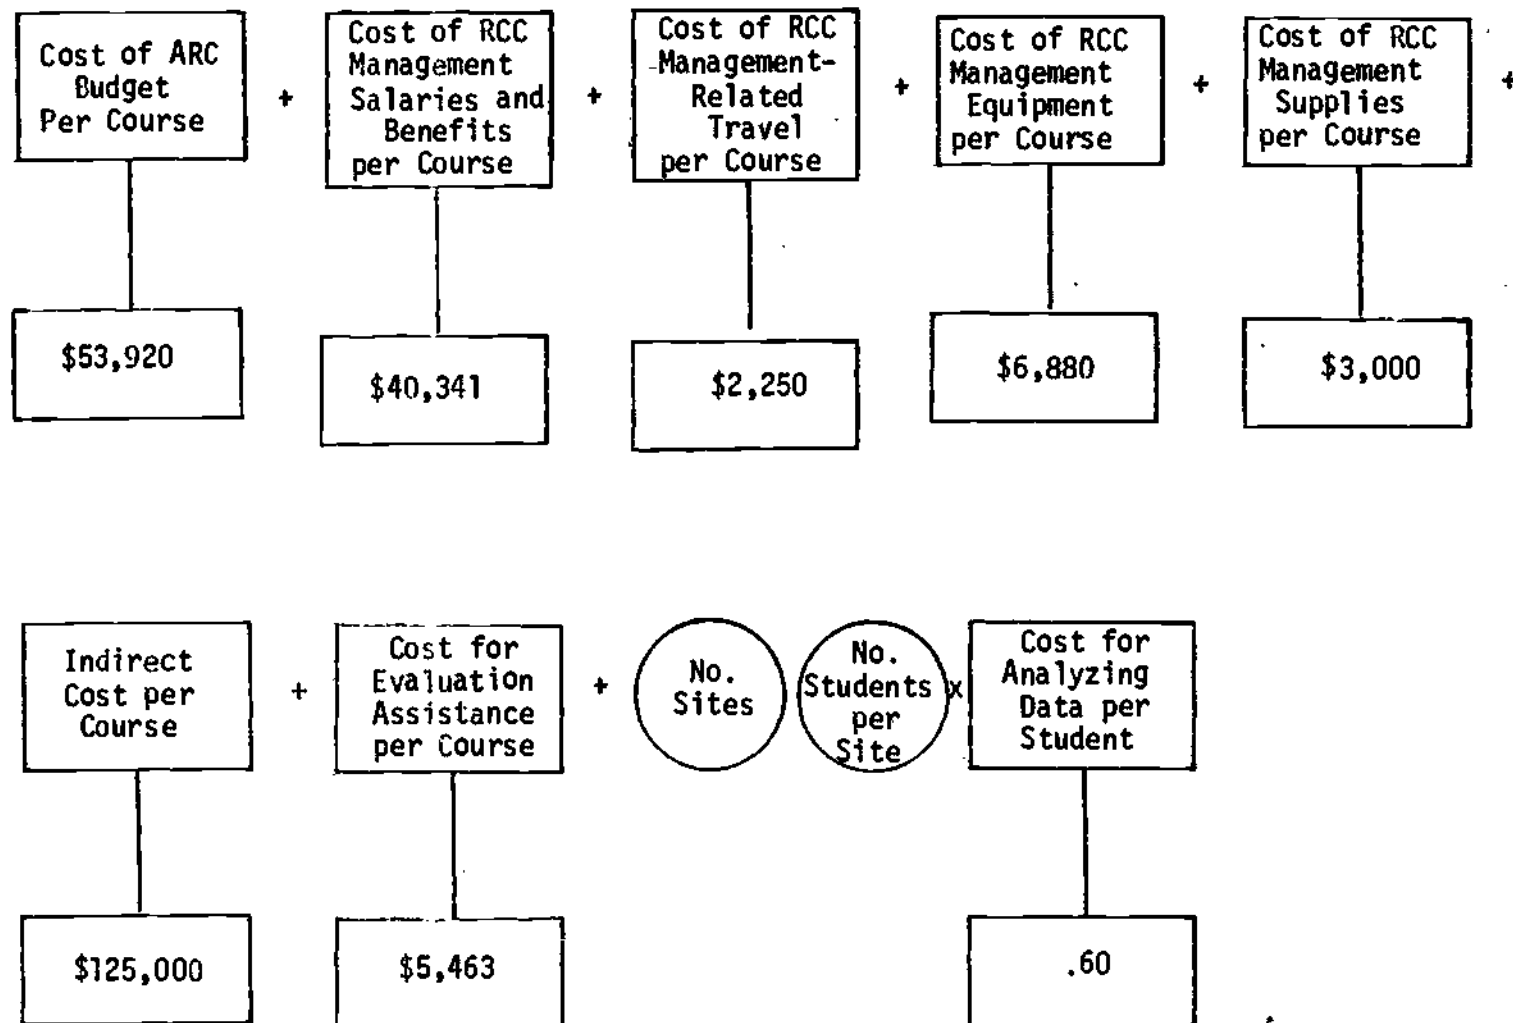 Cost of ARC
Budget
Per Course
+
Cost of RCC
Management
Salaries and
Benefits
per Course
+
Cost of RCC
Management-
Related
Travel
per Course
+
Cost of RCC
Management
Equipment
per Course
+
Cost of RCC
Management
Supplies
per Course
+
$53,920
$40,341
$2,250
$6,880
$3,000
Indirect
Cost per
Course
+
Cost for
Evaluation
Assistance
per Course
+
No.
Sites
No.
Students
per
Site
x
Cost for
Analyzing
Data per
Student
$125,000
$5,463
.60